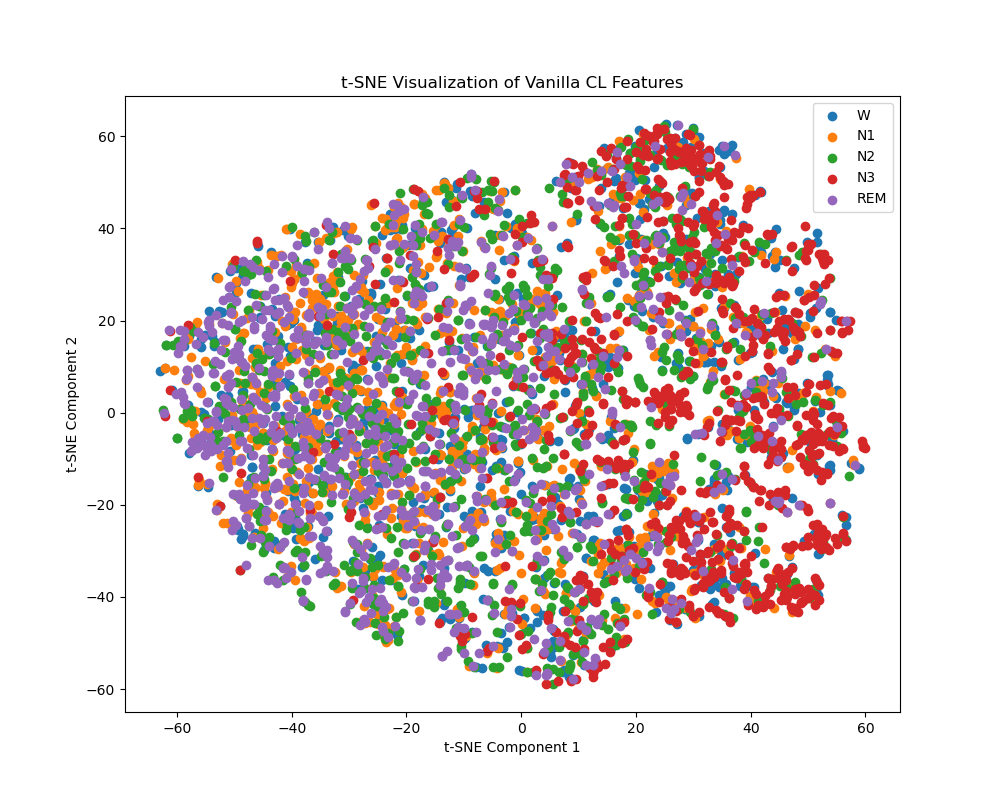 t-SNE Visualization of Vanilla CL Features
W
N1
N2
N3
REM
60
40
20
0
−20
−40
−60
t-SNE Component 2
−60 −40 −20 0 20 40 60
t-SNE Component 1